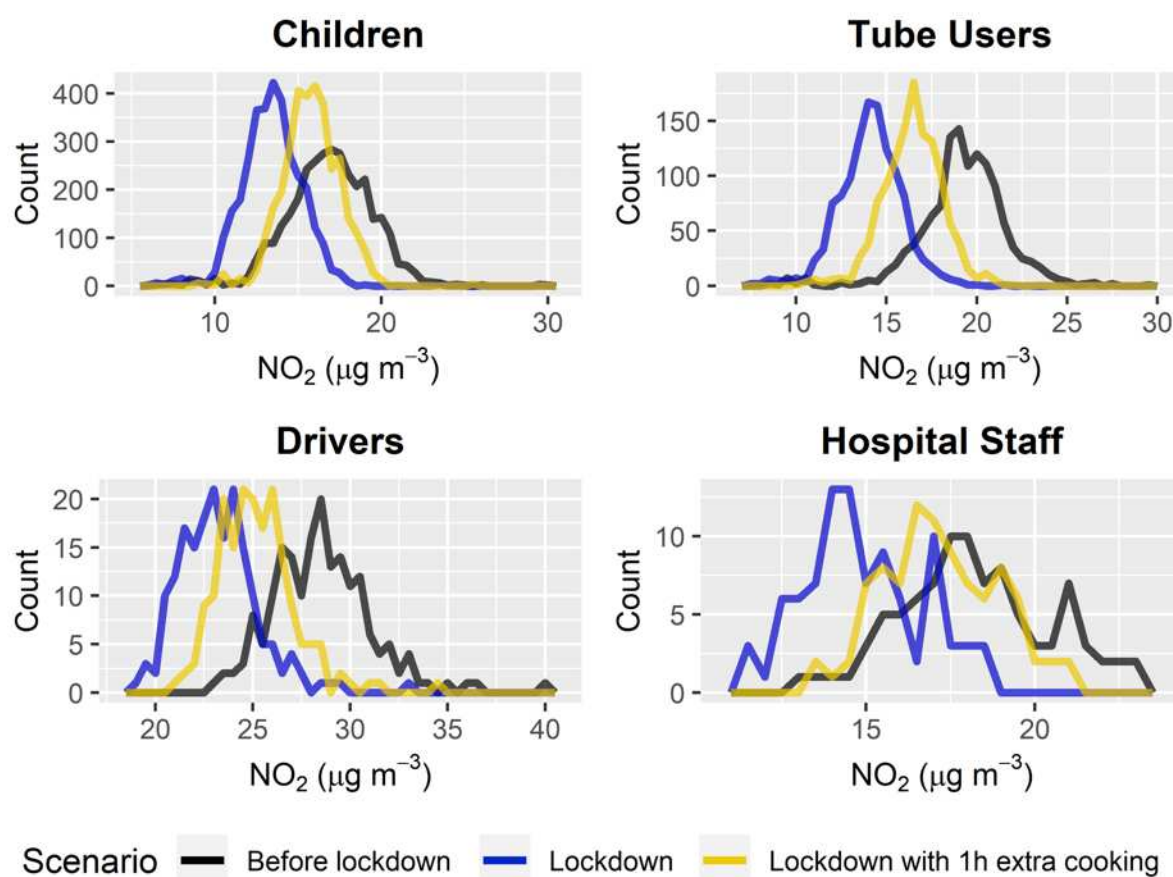 Children
Tube Users
400
300
200
100
0
Count
10 20 30
NO₂ (μg m⁻³)
150
100
50
0
Count
10 15 20 25 30
NO₂ (μg m⁻³)
Drivers
Hospital Staff
20
15
10
5
0
Count
20 25 30 35 40
NO₂ (μg m⁻³)
10
5
0
Count
15 20
NO₂ (μg m⁻³)
Scenario Before lockdown Lockdown Lockdown with 1h extra cooking